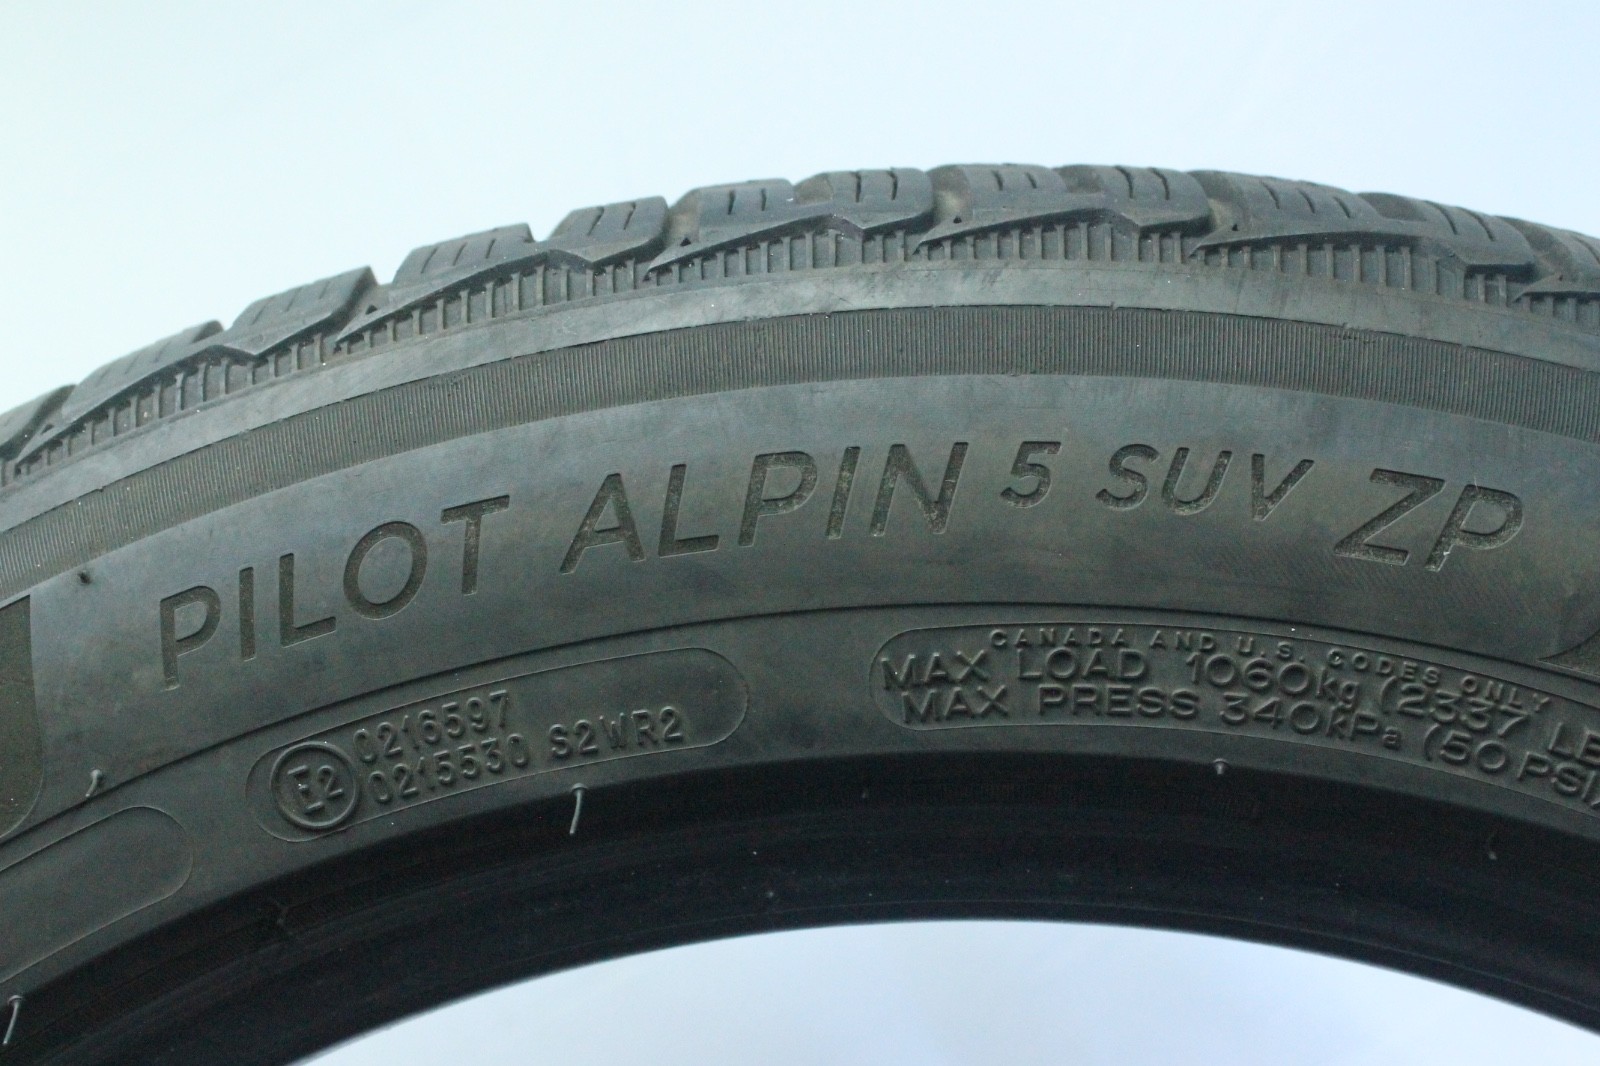 PILOT ALPIN 5 SUV ZP
E2
0216597
0215530 S2WR2
CANADA AND U.S. CODES ONLY
MAX LOAD 1060kg (2337
MAX PRESS 340kPa (50 PSI)